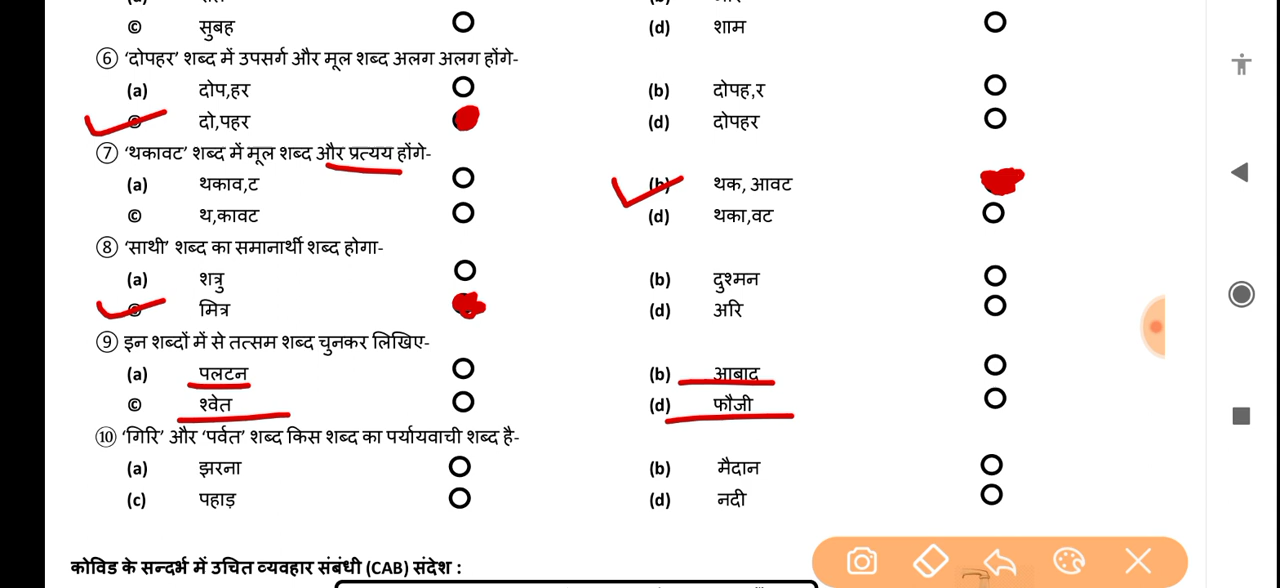 © सुबह (d) शाम
⑥ ‘दोपहर’ शब्द में उपसर्ग और मूल शब्द अलग अलग होंगे-
(a) दोप,हर (b) दोपह,र
© दो,पहर (d) दोपहर
⑦ ‘थकावट’ शब्द में मूल शब्द और प्रत्यय होंगे-
(a) थकाव,ट (b) थक, आवट
© थ,कावट (d) थका,वट
⑧ ‘साथी’ शब्द का समानार्थी शब्द होगा-
(a) शत्रु (b) दुश्मन
© मित्र (d) अरि
⑨ इन शब्दों में से तत्सम शब्द चुनकर लिखिए-
(a) पलटन (b) आबाद
© श्वेत (d) फौजी
⑩ ‘गिरि’ और ‘पर्वत’ शब्द किस शब्द का पर्यायवाची शब्द है-
(a) झरना (b) मैदान
(c) पहाड़ (d) नदी
कोविड के सन्दर्भ में उचित व्यवहार संबंधी (CAB) संदेश :